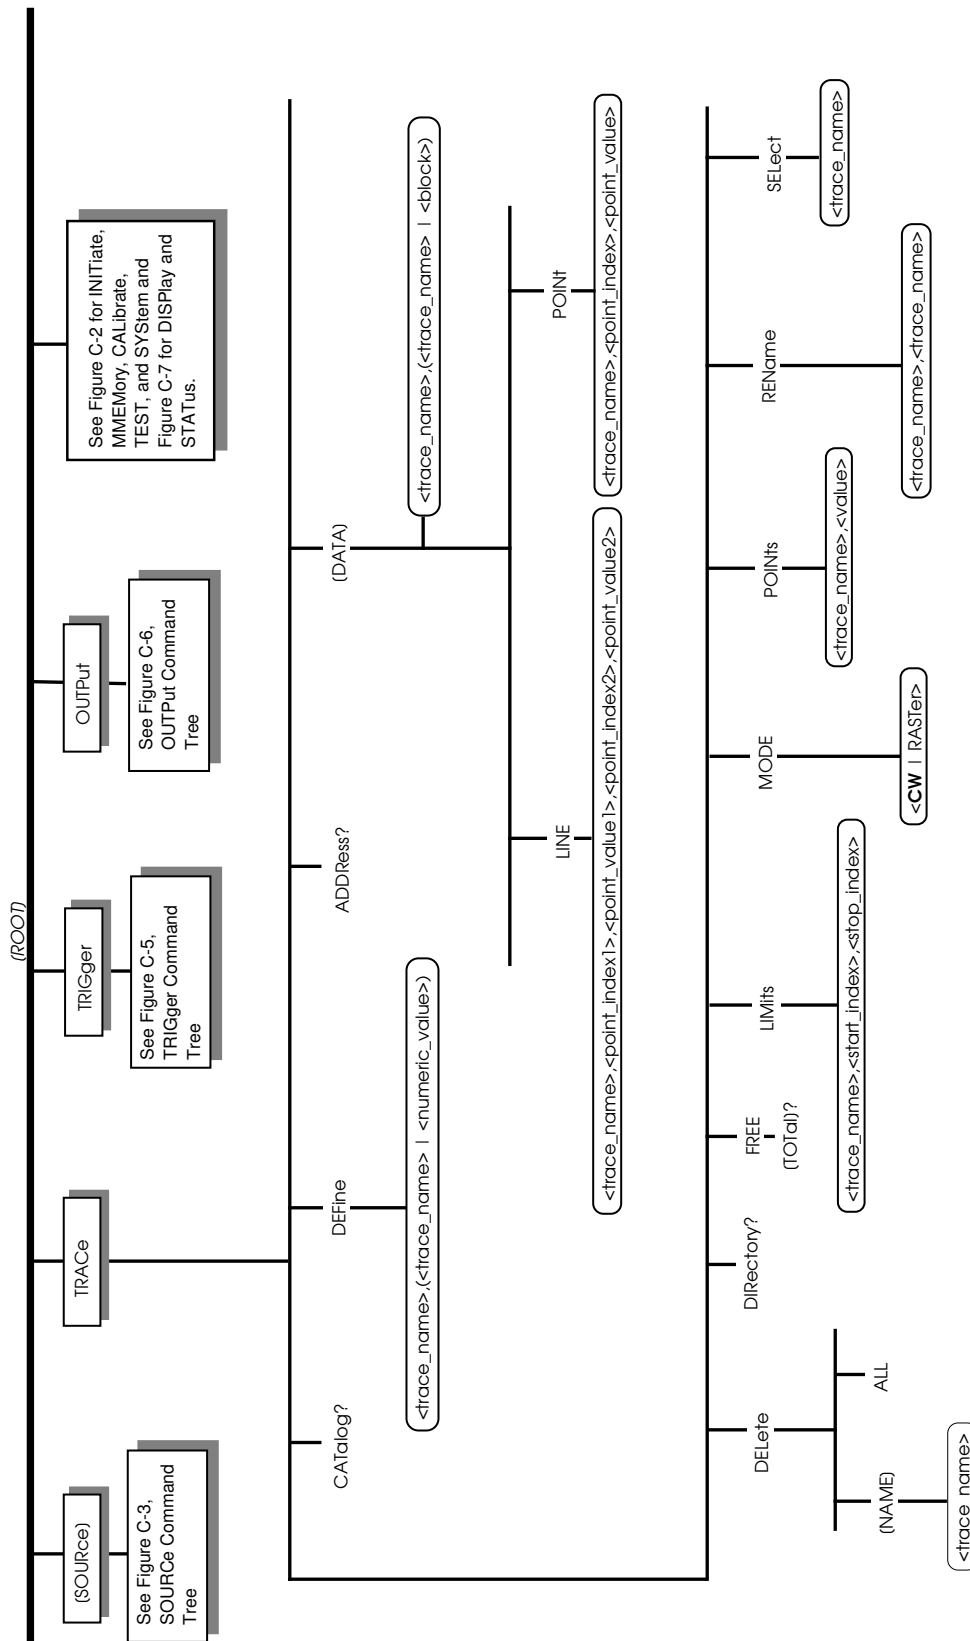 (ROOT)
(SOURce)
See Figure C-3,
SOURCe Command
Tree
TRACe
TRIGger
See Figure C-5,
TRIGger Command
Tree
OUTPut
See Figure C-6,
OUTPut Command
Tree
See Figure C-2 for INITiate,
MMEMory, CALibrate,
TEST, and SYStem and
Figure C-7 for DISPlay and
STATus.
CATalog?
DEFine
<trace_name>,(<trace_name> | <numeric_value>)
ADDRess?
(DATA)
<trace_name>,(<trace_name> | <block>)
LINE
<trace_name>,<point_index1>,<point_value1>,<point_index2>,<point_value2>
POINt
<trace_name>,<point_index>,<point_value>
DELete
(NAME)
<trace name>
ALL
DIRectory?
FREE
(TOTal)?
LIMits
<trace_name>,<start_index>,<stop_index>
MODE
<CW | RASTer>
POINts
<trace_name>,<value>
REName
<trace_name>,<trace_name>
SELect
<trace_name>